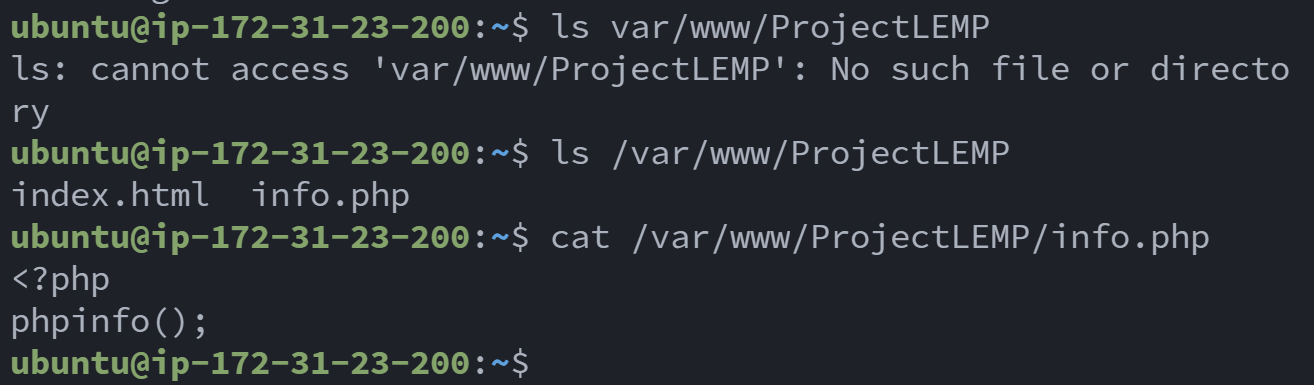 ubuntu@ip-172-31-23-200:~$ ls var/www/ProjectLEMP
ls: cannot access 'var/www/ProjectLEMP': No such file or directo
ry
ubuntu@ip-172-31-23-200:~$ ls /var/www/ProjectLEMP
index.html  info.php
ubuntu@ip-172-31-23-200:~$ cat /var/www/ProjectLEMP/info.php
<?php
phpinfo();
ubuntu@ip-172-31-23-200:~$